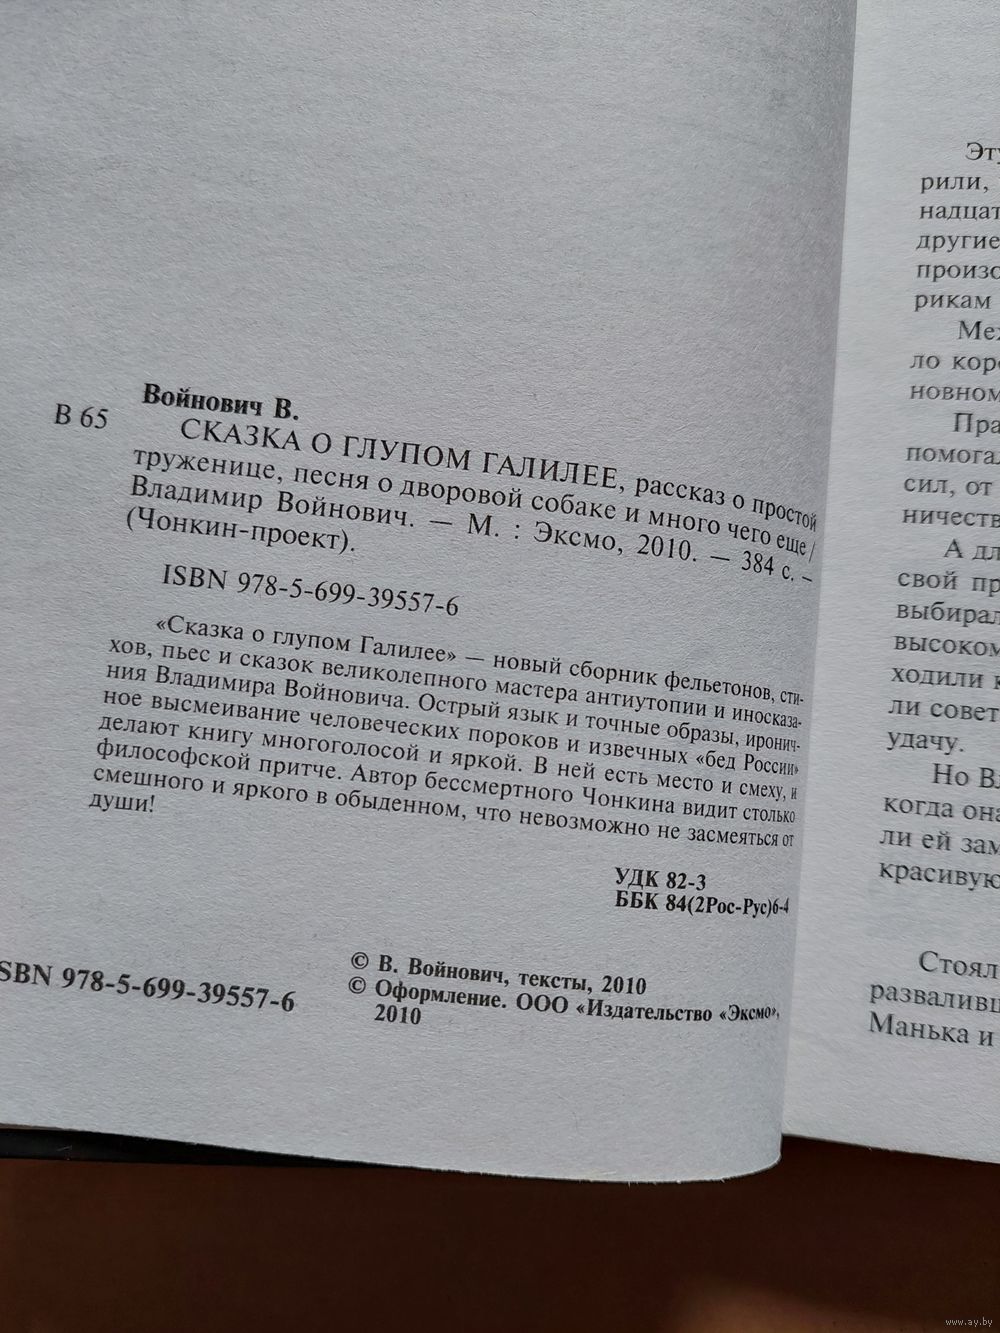 Войнович В.
В 65
СКАЗКА О ГЛУПОМ ГАЛИЛЕЕ, рассказ о простой
труженице, песня о дворовой собаке и много чего еще /
Владимир Войнович. — М. : Эксмо, 2010. — 384 с. –
(Чонкин-проект).
ISBN 978-5-699-39557-6
«Сказка о глупом Галилее» — новый сборник фельетонов, сти-
хов, пьес и сказок великолепного мастера антиутопии и иносказа-
ния Владимира Войновича. Острый язык и точные образы, иронич-
ное высмеивание человеческих пороков и извечных «бед России»
делают книгу многоголосой и яркой. В ней есть место и смеху, и
философской притче. Автор бессмертного Чонкина видит столько
смешного и яркого в обыденном, что невозможно не засмеяться от
души!
УДК 82-3
ББК 84(2Рос-Рус)6-4
© В. Войнович, тексты, 2010
© Оформление. ООО «Издательство «Эксмо»,
2010
SBN 978-5-699-39557-6
Эту
рили,
надцат
другие
произо
рикам
Меж
ло коро
новном
Пра
помогал
сил, от
ничеств
А дл
свой пр
выбирал
высоком
ходили к
ли совет
удачу.
Но Вл
когда она
ли ей зам
красивую
Стоял
разваливш
Манька и
www.ay.by